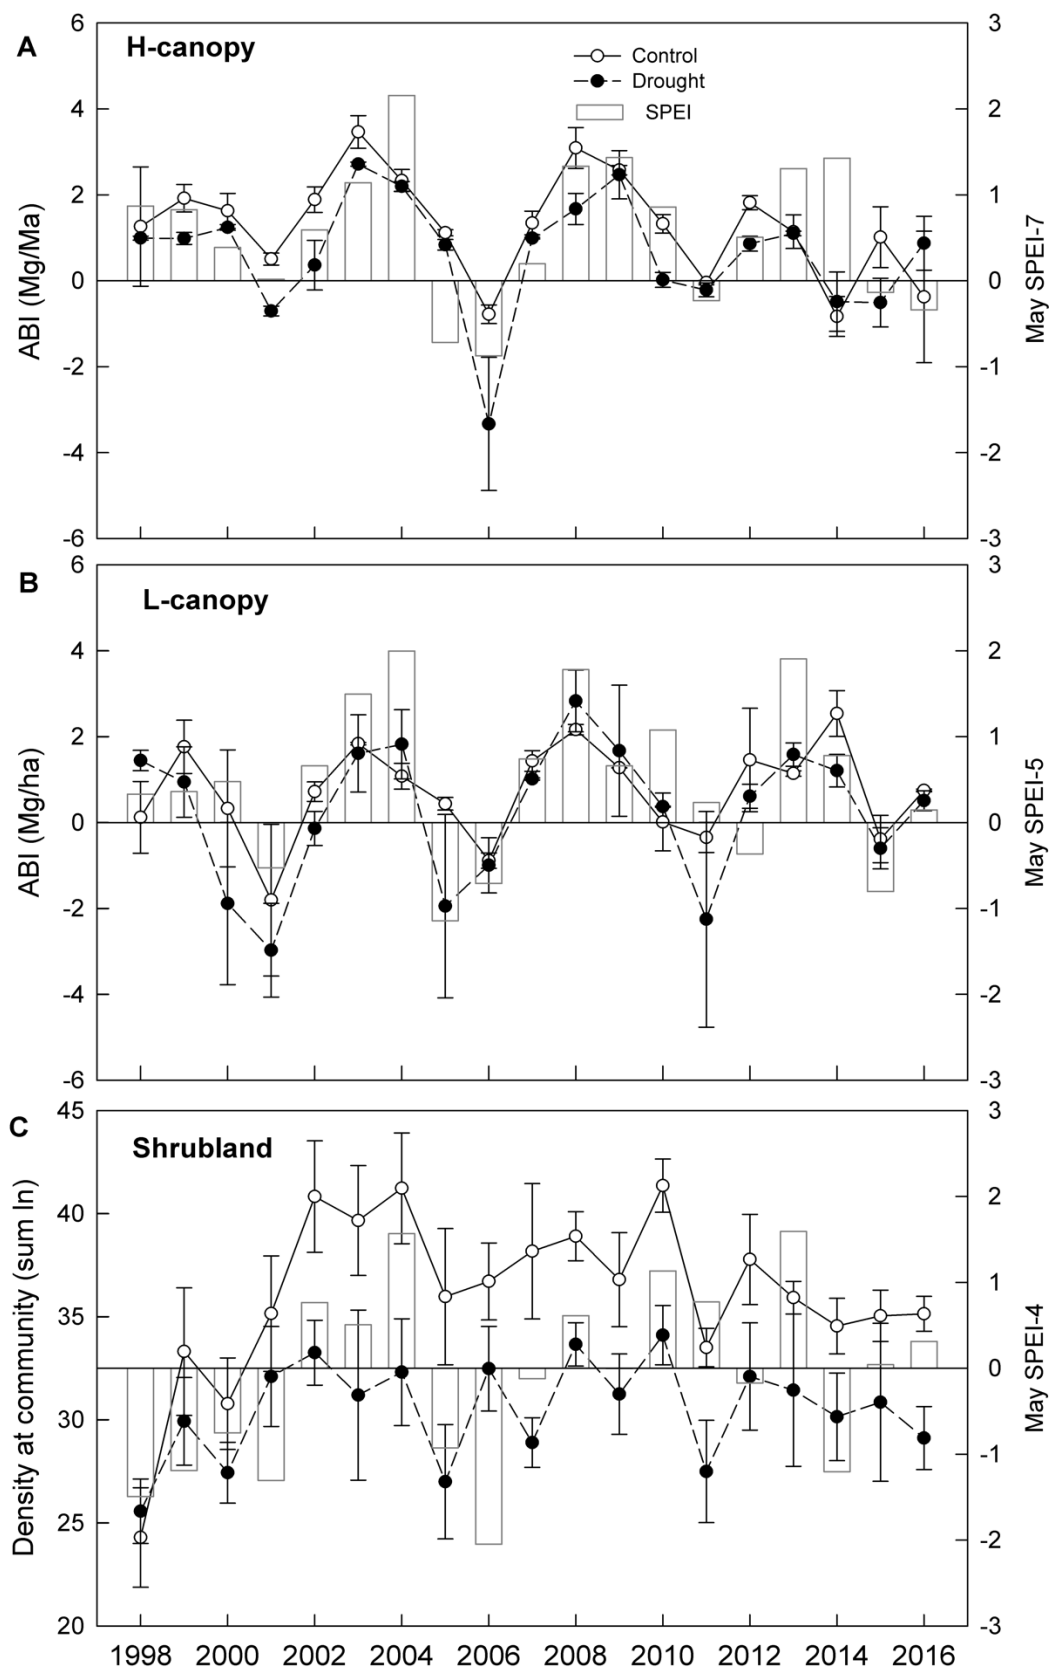 A
H-canopy
Control
Drought
SPEI
6
4
2
0
-2
-4
-6
ABI (Mg/Ma)
3
2
1
0
-1
-2
-3
May SPEI-7
B
L-canopy
6
4
2
0
-2
-4
-6
ABI (Mg/ha)
3
2
1
0
-1
-2
-3
May SPEI-5
C
Shrubland
45
40
35
30
25
20
Density at community (sum ln)
3
2
1
0
-1
-2
-3
May SPEI-4
1998 2000 2002 2004 2006 2008 2010 2012 2014 2016